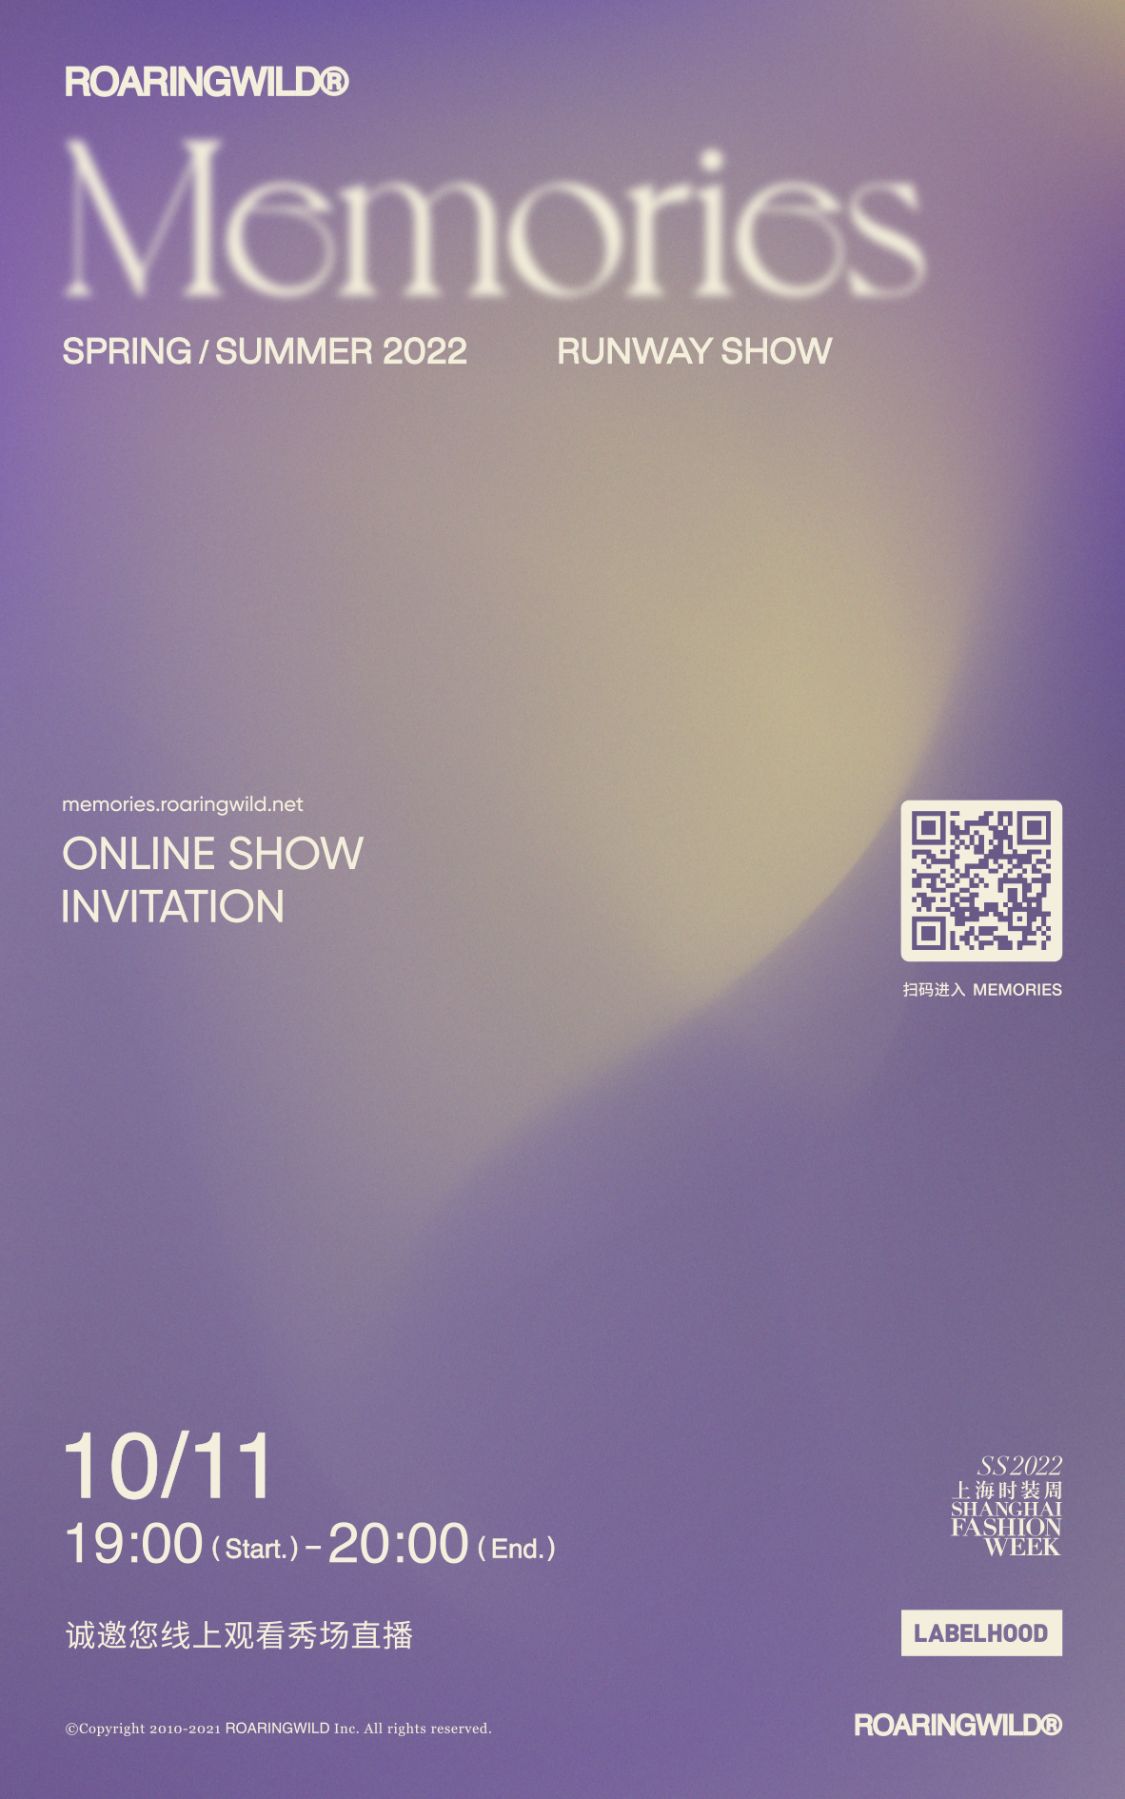 ROARINGWILD®
Memories
SPRING / SUMMER 2022 RUNWAY SHOW
memories.roaringwild.net
ONLINE SHOW
INVITATION
扫码进入 MEMORIES
10/11
19:00 (Start.) – 20:00 (End.)
诚邀您线上观看秀场直播
©Copyright 2010-2021 ROARINGWILD Inc. All rights reserved.
SS2022
上海时装周
SHANGHAI
FASHION
WEEK
LABELHOOD
ROARINGWILD®